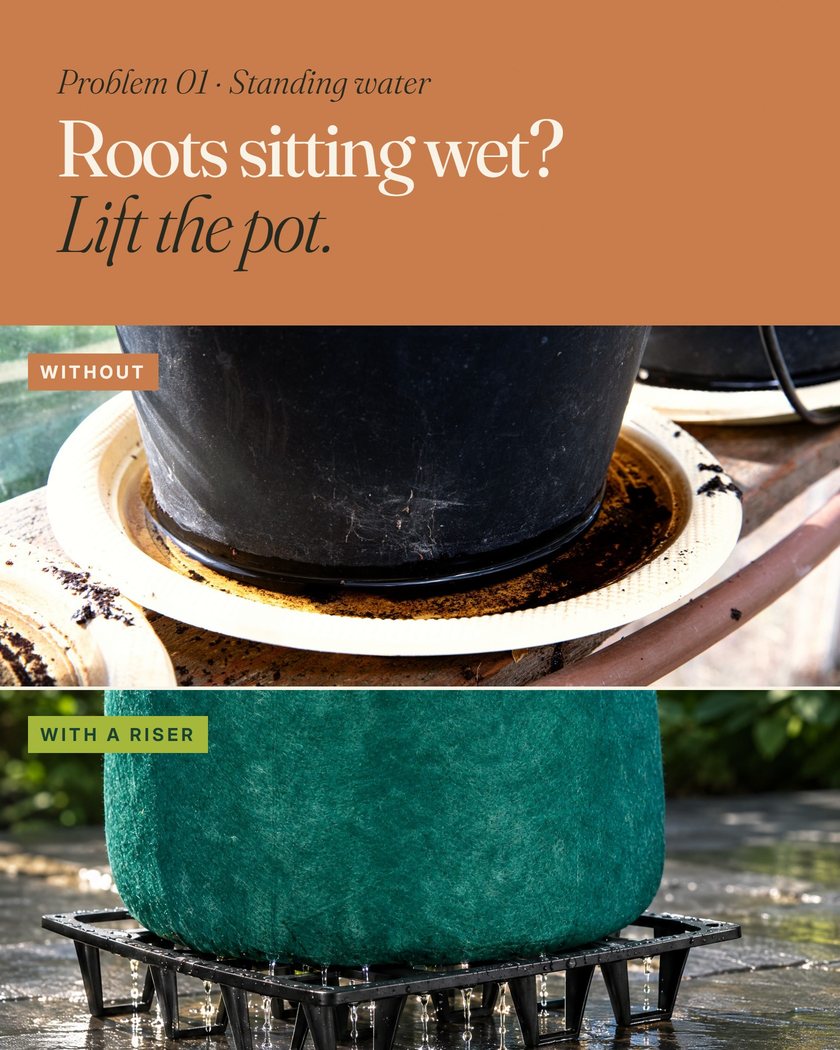 Problem 01 · Standing water
Roots sitting wet?
Lift the pot.
WITHOUT
WITH A RISER